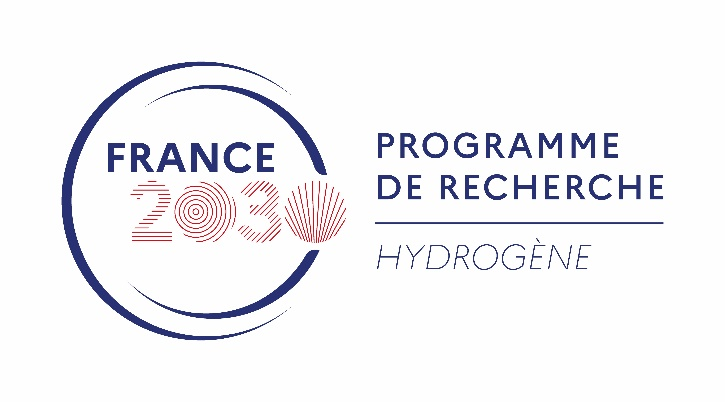 FRANCE
2030
PROGRAMME
DE RECHERCHE
HYDROGÈNE